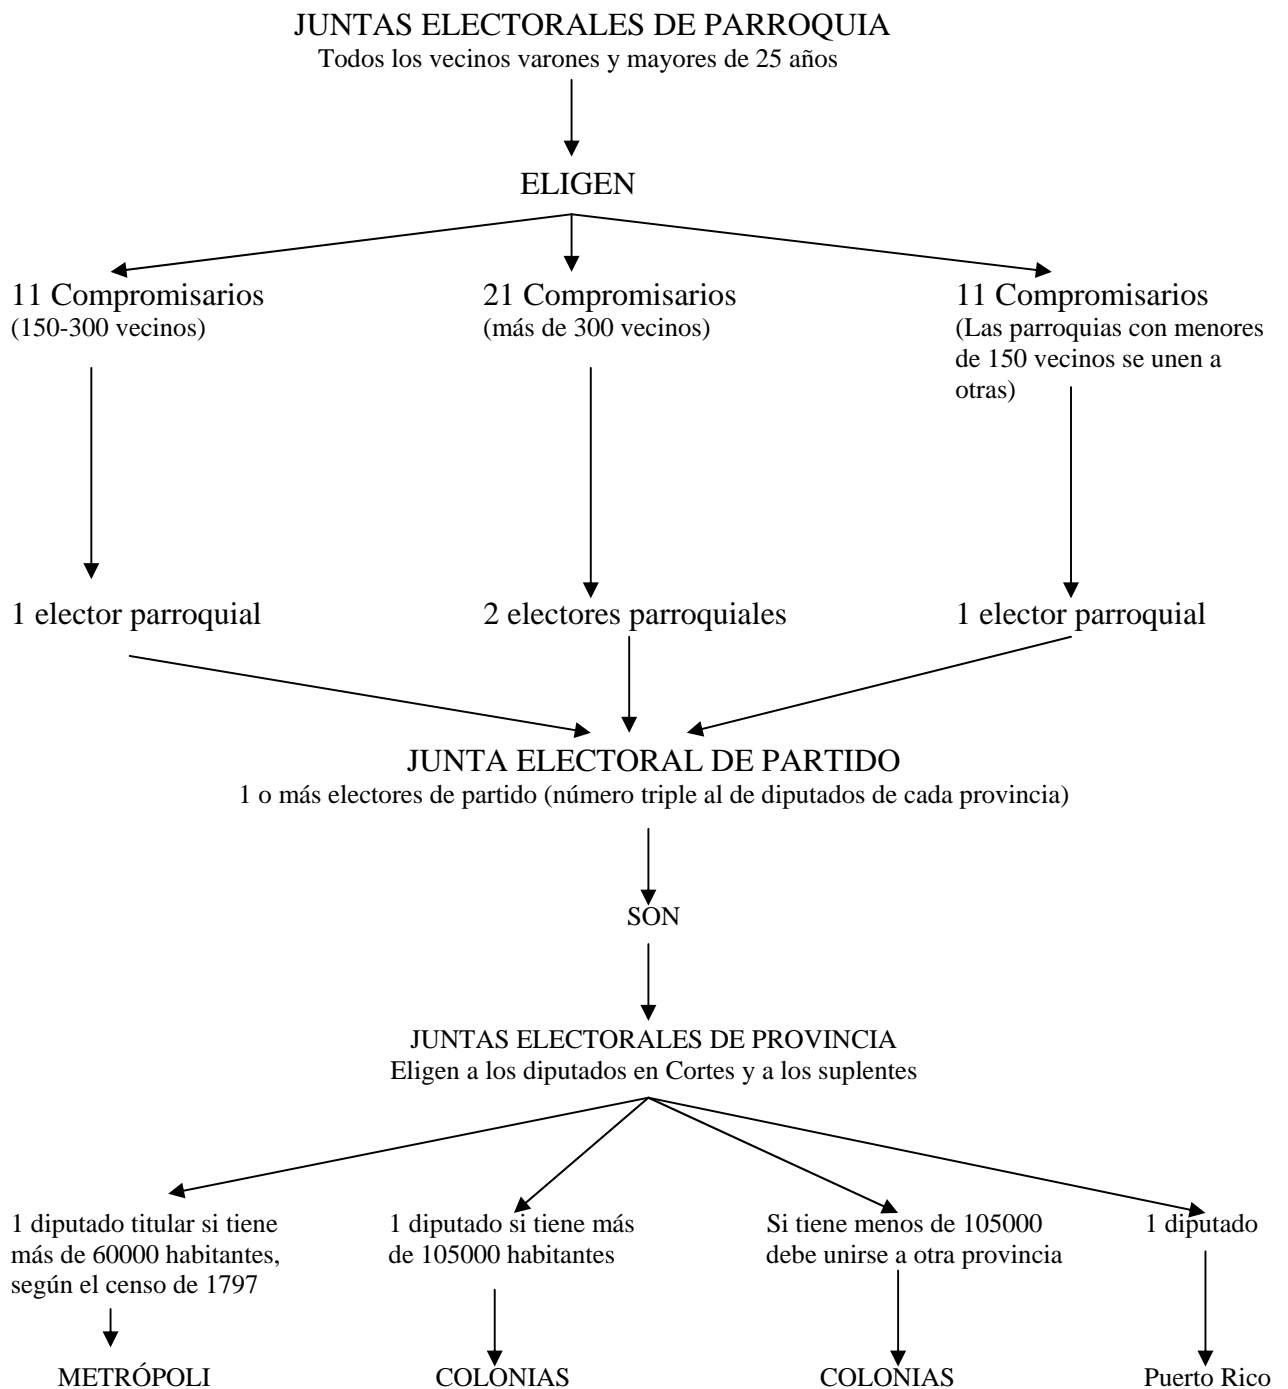 JUNTAS ELECTORALES DE PARROQUIA
Todos los vecinos varones y mayores de 25 años
ELIGEN
11 Compromisarios
(150-300 vecinos)
21 Compromisarios
(más de 300 vecinos)
11 Compromisarios
(Las parroquias con menores
de 150 vecinos se unen a
otras)
1 elector parroquial
2 electores parroquiales
1 elector parroquial
JUNTA ELECTORAL DE PARTIDO
1 o más electores de partido (número triple al de diputados de cada provincia)
SON
JUNTAS ELECTORALES DE PROVINCIA
Eligen a los diputados en Cortes y a los suplentes
1 diputado titular si tiene
más de 60000 habitantes,
según el censo de 1797
1 diputado si tiene más
de 105000 habitantes
Si tiene menos de 105000
debe unirse a otra provincia
1 diputado
METRÓPOLI
COLONIAS
COLONIAS
Puerto Rico